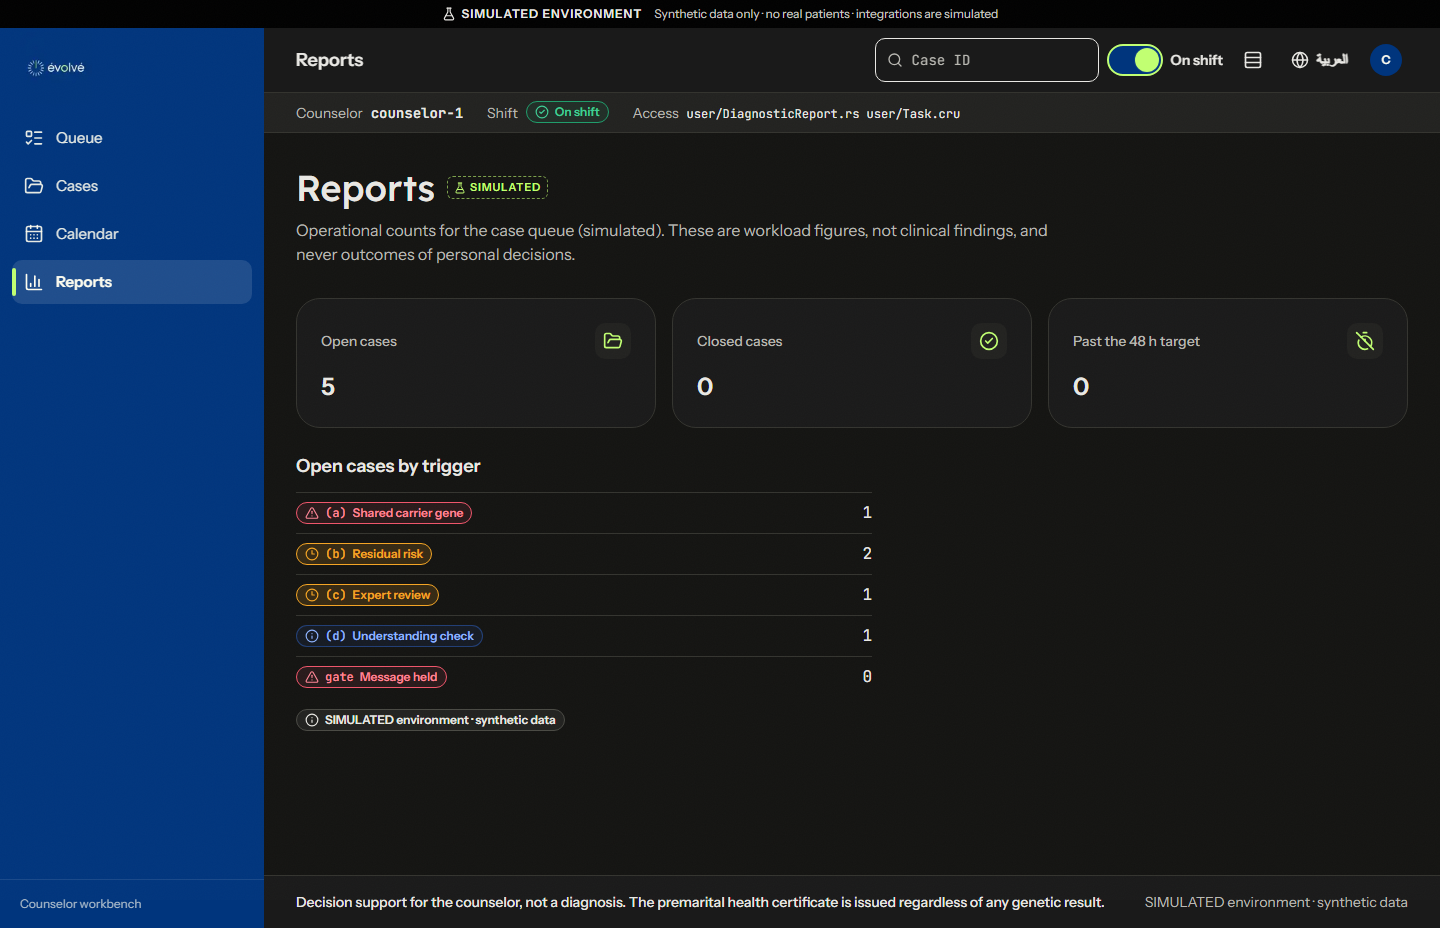 SIMULATED ENVIRONMENT Synthetic data only · no real patients · integrations are simulated
évolvé
Reports
Case ID
On shift
العربية
C
Counselor counselor-1 Shift On shift Access user/DiagnosticReport.rs user/Task.cru
Queue
Cases
Calendar
Reports
Reports SIMULATED
Operational counts for the case queue (simulated). These are workload figures, not clinical findings, and
never outcomes of personal decisions.
Open cases
5
Closed cases
0
Past the 48 h target
0
Open cases by trigger
(a) Shared carrier gene 1
(b) Residual risk 2
(c) Expert review 1
(d) Understanding check 1
gate Message held 0
SIMULATED environment · synthetic data
Counselor workbench
Decision support for the counselor, not a diagnosis. The premarital health certificate is issued regardless of any genetic result.
SIMULATED environment · synthetic data